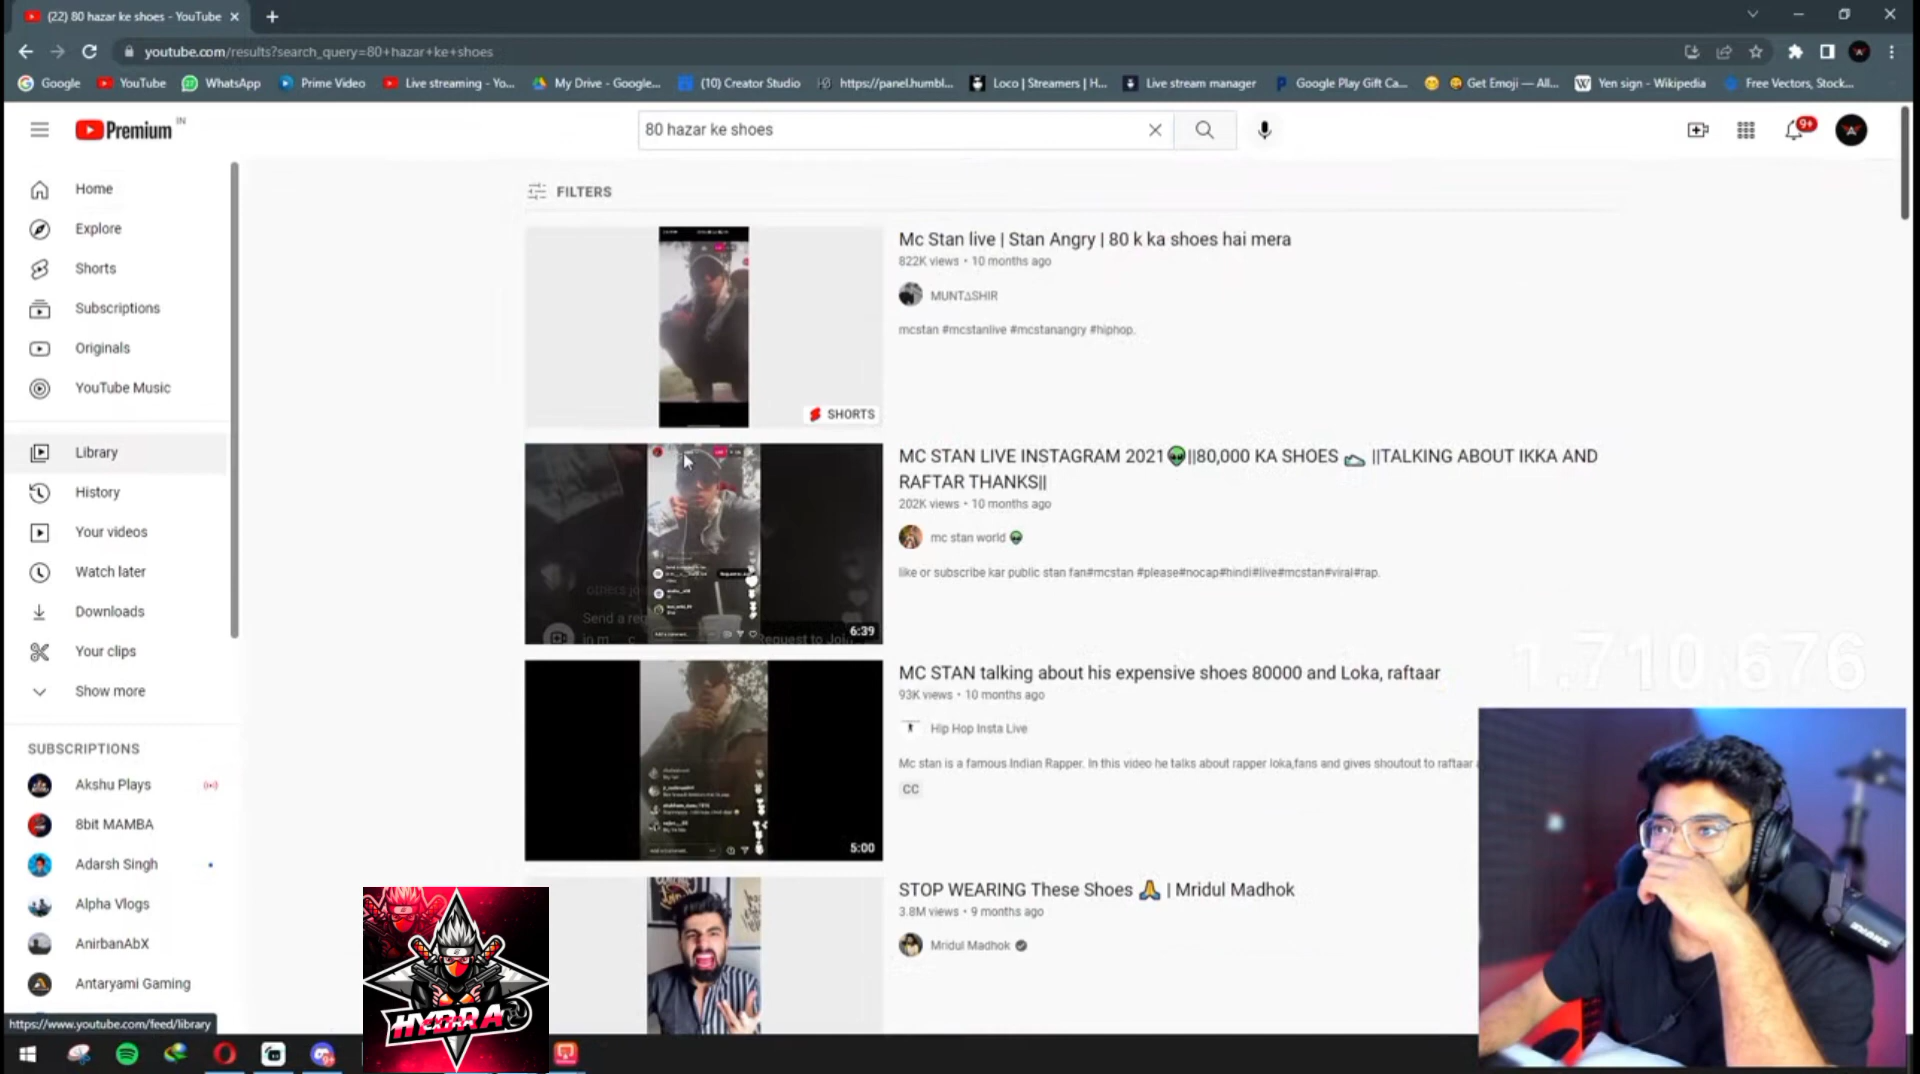 (22) 80 hazar ke shoes - YouTube
youtube.com/results?search_query=80+hazar+ke+shoes
Google
YouTube
WhatsApp
Prime Video
Live streaming - Yo...
My Drive - Google...
(10) Creator Studio
https://panel.humbl...
Loco | Streamers | H...
Live stream manager
Google Play Gift Ca...
Get Emoji — All...
Yen sign - Wikipedia
Free Vectors, Stock...
Premium IN
80 hazar ke shoes
9+
Home
Explore
Shorts
Subscriptions
Originals
YouTube Music
Library
History
Your videos
Watch later
Downloads
Your clips
Show more
SUBSCRIPTIONS
Akshu Plays
8bit MAMBA
Adarsh Singh
Alpha Vlogs
AnirbanAbX
Antaryami Gaming
https://www.youtube.com/feed/library
FILTERS
Mc Stan live | Stan Angry | 80 k ka shoes hai mera
822K views • 10 months ago
MUNT∆SHIR
mcstan #mcstanlive #mcstanangry #hiphop.
SHORTS
MC STAN LIVE INSTAGRAM 2021👽||80,000 KA SHOES 👟 ||TALKING ABOUT IKKA AND
RAFTAR THANKS||
202K views • 10 months ago
mc stan world 👽
like or subscribe kar public stan fan#mcstan #please#nocap#hindi#live#mcstan#viral#rap.
6:39
MC STAN talking about his expensive shoes 80000 and Loka, raftaar
93K views • 10 months ago
Hip Hop Insta Live
Mc stan is a famous Indian Rapper. In this video he talks about rapper loka,fans and gives shoutout to raftaar
CC
5:00
STOP WEARING These Shoes 🙏 | Mridul Madhok
3.8M views • 9 months ago
Mridul Madhok
1,710,676
HYDRA